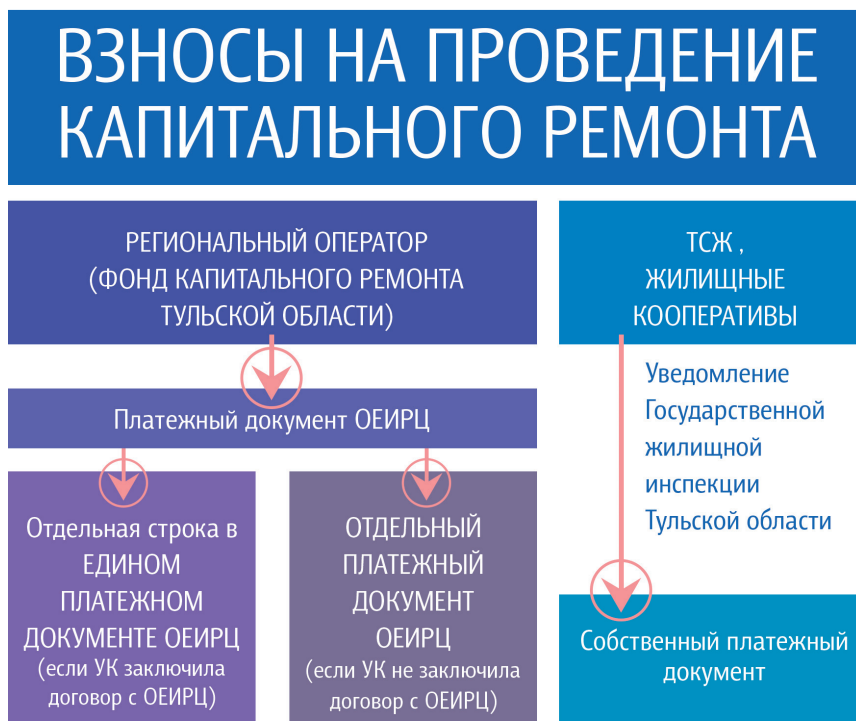 ВЗНОСЫ НА ПРОВЕДЕНИЕ
КАПИТАЛЬНОГО РЕМОНТА
РЕГИОНАЛЬНЫЙ ОПЕРАТОР
(ФОНД КАПИТАЛЬНОГО РЕМОНТА
ТУЛЬСКОЙ ОБЛАСТИ)
Платежный документ ОЕИРЦ
Отдельная строка в
ЕДИНОМ
ПЛАТЕЖНОМ
ДОКУМЕНТЕ ОЕИРЦ
(если УК заключила
договор с ОЕИРЦ)
ОТДЕЛЬНЫЙ
ПЛАТЕЖНЫЙ
ДОКУМЕНТ
ОЕИРЦ
(если УК не заключила
договор с ОЕИРЦ)
ТСЖ ,
ЖИЛИЩНЫЕ
КООПЕРАТИВЫ
Уведомление
Государственной
жилищной
инспекции
Тульской области
Собственный платежный
документ